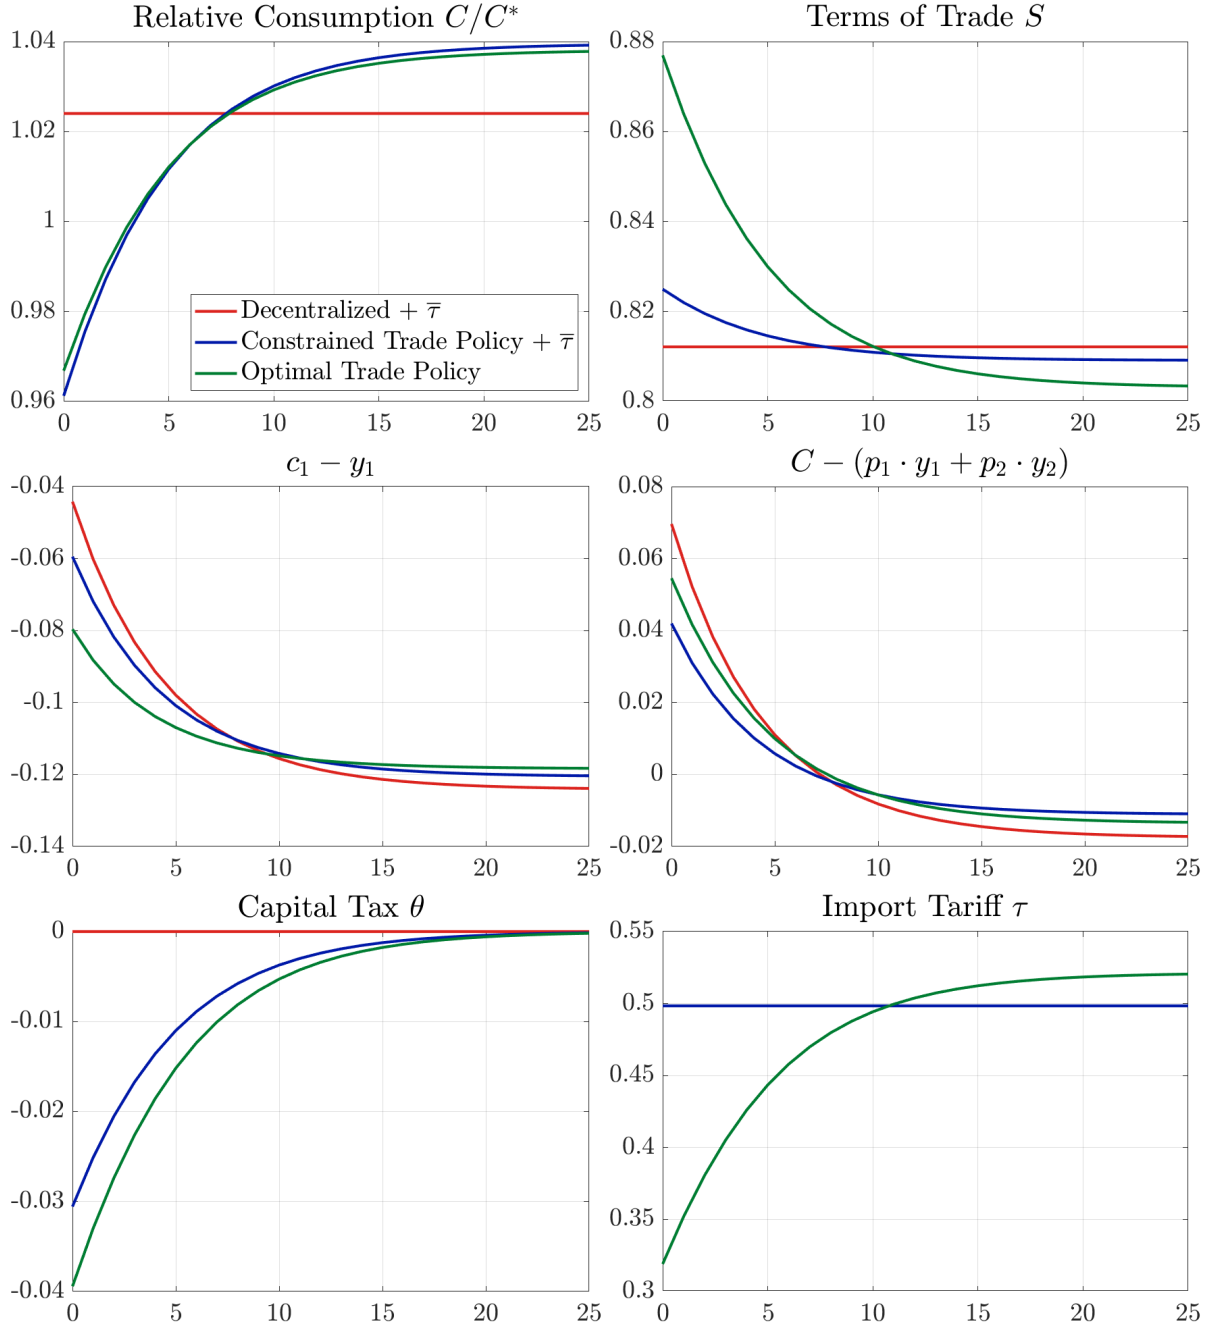 Relative Consumption C/C*
1.04
1.02
1
0.98
0.96
0 5 10 15 20 25
Decentralized + τ̅
Constrained Trade Policy + τ̅
Optimal Trade Policy
Terms of Trade S
0.88
0.86
0.84
0.82
0.8
0 5 10 15 20 25
c₁ − y₁
-0.04
-0.06
-0.08
-0.1
-0.12
-0.14
0 5 10 15 20 25
C − (p₁ · y₁ + p₂ · y₂)
0.08
0.06
0.04
0.02
0
-0.02
0 5 10 15 20 25
Capital Tax θ
0
-0.01
-0.02
-0.03
-0.04
0 5 10 15 20 25
Import Tariff τ
0.55
0.5
0.45
0.4
0.35
0.3
0 5 10 15 20 25